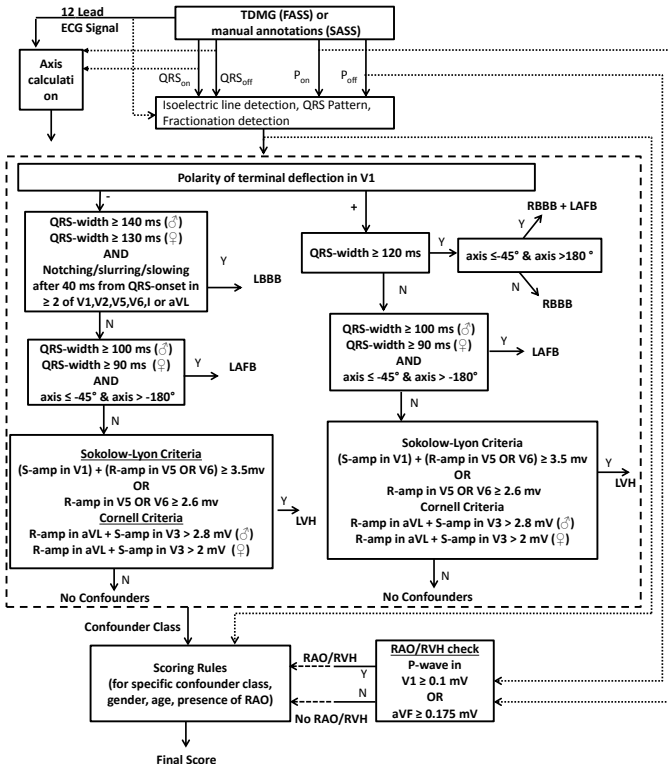 12 Lead
ECG Signal
TDMG (FASS) or
manual annotations (SASS)
Axis
calculati
on
QRSon
QRSoff
Pon
Poff
Isoelectric line detection, QRS Pattern,
Fractionation detection
Polarity of terminal deflection in V1
-
+
QRS-width ≥ 140 ms (♂)
QRS-width ≥ 130 ms (♀)
AND
Notching/slurring/slowing
after 40 ms from QRS-onset in
≥ 2 of V1,V2,V5,V6,I or aVL
Y
LBBB
N
QRS-width ≥ 100 ms (♂)
QRS-width ≥ 90 ms (♀)
AND
axis ≤ -45° & axis > -180°
Y
LAFB
N
Sokolow-Lyon Criteria
(S-amp in V1) + (R-amp in V5 OR V6) ≥ 3.5mv
OR
R-amp in V5 OR V6 ≥ 2.6 mv
Cornell Criteria
R-amp in aVL + S-amp in V3 > 2.8 mV (♂)
R-amp in aVL + S-amp in V3 > 2 mV (♀)
Y
LVH
N
No Confounders
QRS-width ≥ 120 ms
Y
axis ≤-45° & axis >180 °
Y
RBBB + LAFB
N
RBBB
N
QRS-width ≥ 100 ms (♂)
QRS-width ≥ 90 ms (♀)
AND
axis ≤ -45° & axis > -180°
Y
LAFB
N
Sokolow-Lyon Criteria
(S-amp in V1) + (R-amp in V5 OR V6) ≥ 3.5 mv
OR
R-amp in V5 OR V6 ≥ 2.6 mv
Cornell Criteria
R-amp in aVL + S-amp in V3 > 2.8 mV (♂)
R-amp in aVL + S-amp in V3 > 2 mV (♀)
Y
LVH
N
No Confounders
Confounder Class
Scoring Rules
(for specific confounder class,
gender, age, presence of RAO)
RAO/RVH
Y
N
No RAO/RVH
RAO/RVH check
P-wave in
V1 ≥ 0.1 mV
OR
aVF ≥ 0.175 mV
Final Score